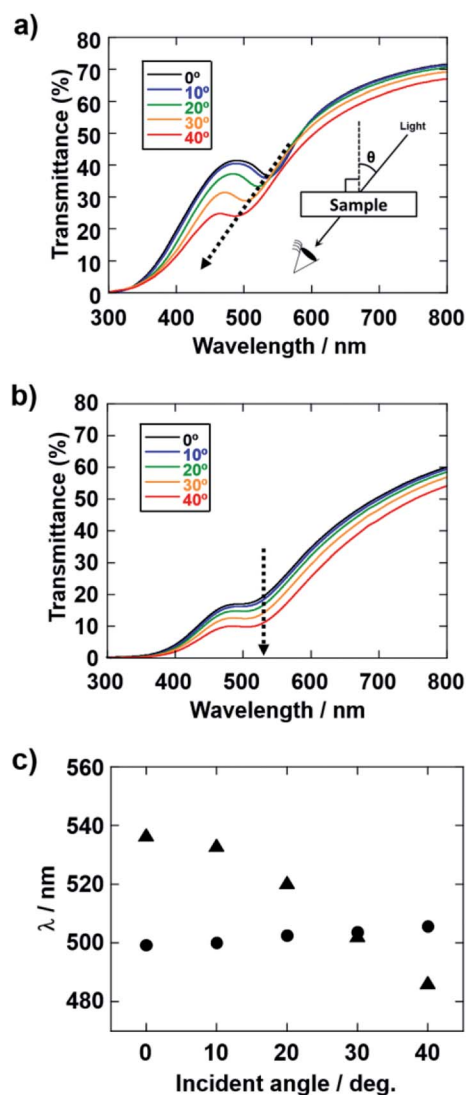 a)
80
70
60
50
40
30
20
10
0
Transmittance (%)
0º
10º
20º
30º
40º
Light
θ
Sample
300 400 500 600 700 800
Wavelength / nm
b)
80
70
60
50
40
30
20
10
0
Transmittance (%)
0º
10º
20º
30º
40º
300 400 500 600 700 800
Wavelength / nm
c)
560
540
520
500
480
λ / nm
0 10 20 30 40
Incident angle / deg.